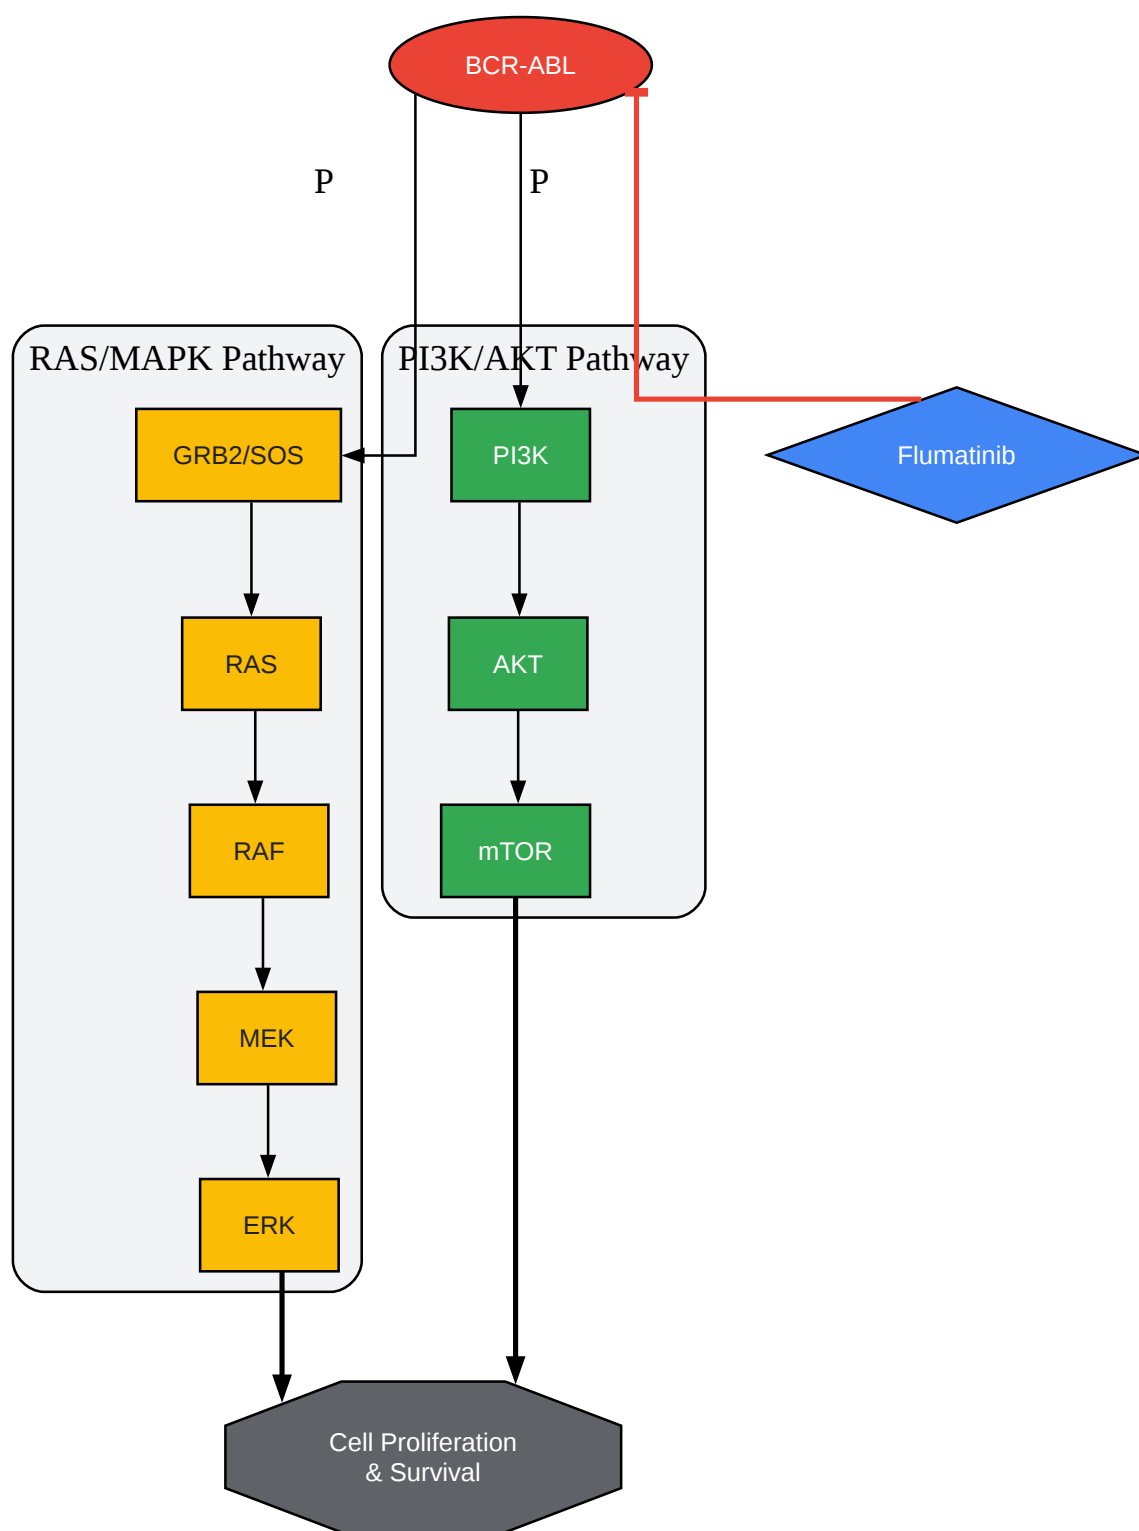 BCR-ABL
P
P
RAS/MAPK Pathway
PI3K/AKT Pathway
GRB2/SOS
PI3K
Flumatinib
RAS
AKT
RAF
mTOR
MEK
ERK
Cell Proliferation
& Survival